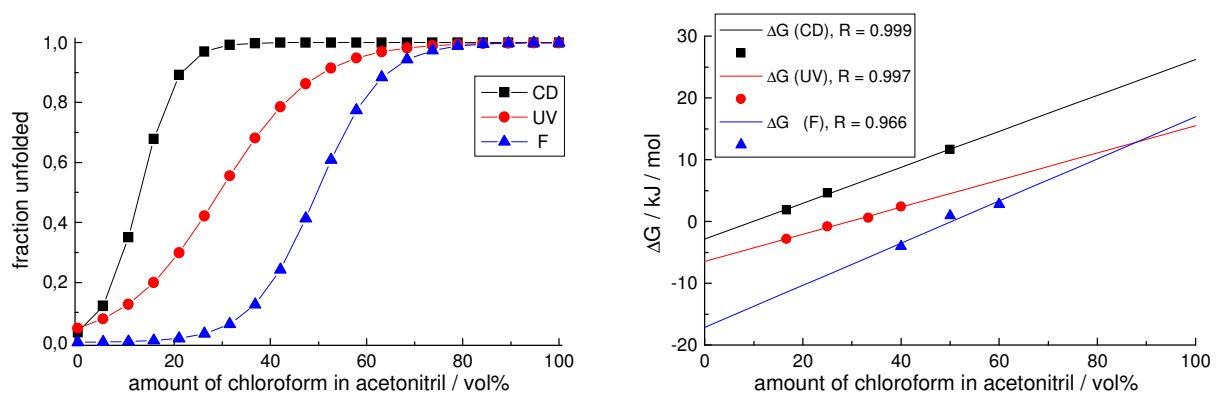 1,0
0,8
0,6
0,4
0,2
0,0
fraction unfolded
CD
UV
F
0 20 40 60 80 100
amount of chloroform in acetonitril / vol%
ΔG (CD), R = 0.999
ΔG (UV), R = 0.997
ΔG (F), R = 0.966
30
20
10
0
-10
-20
ΔG / kJ / mol
0 20 40 60 80 100
amount of chloroform in acetonitril / vol%